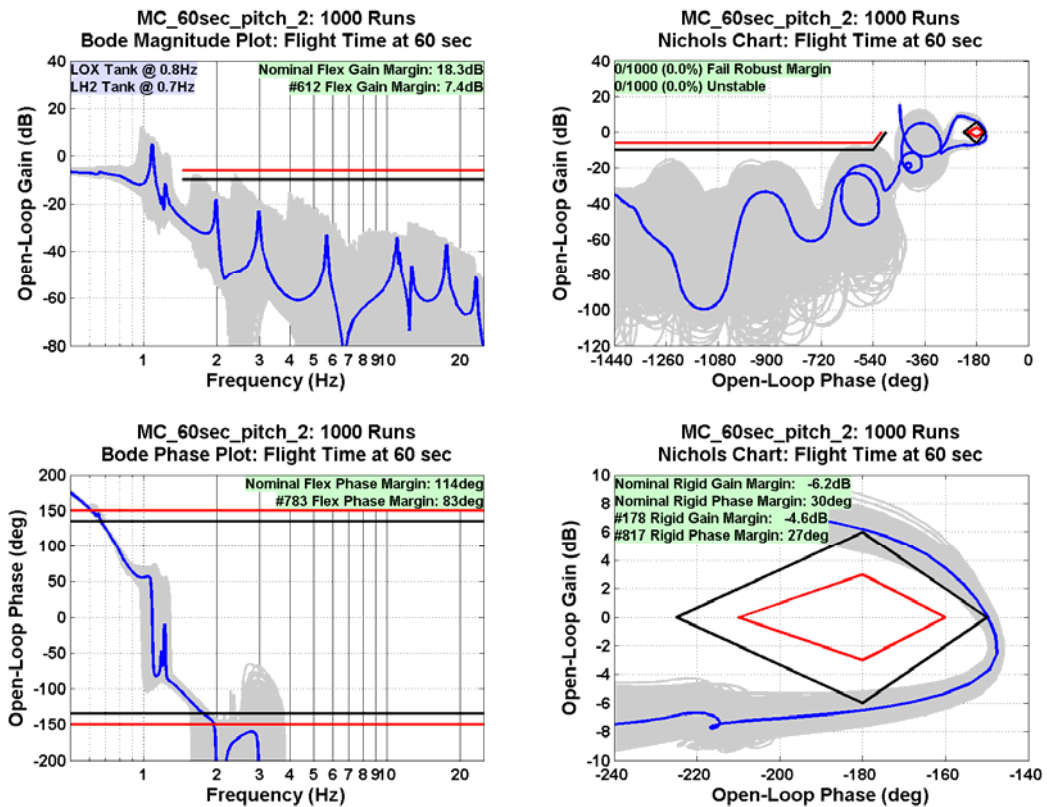 MC_60sec_pitch_2: 1000 Runs
Bode Magnitude Plot: Flight Time at 60 sec
LOX Tank @ 0.8Hz
LH2 Tank @ 0.7Hz
Nominal Flex Gain Margin: 18.3dB
#612 Flex Gain Margin: 7.4dB
Open-Loop Gain (dB)
40
20
0
-20
-40
-60
-80
1 2 3 4 5 6 7 8 910 20
Frequency (Hz)
MC_60sec_pitch_2: 1000 Runs
Nichols Chart: Flight Time at 60 sec
0/1000 (0.0%) Fail Robust Margin
0/1000 (0.0%) Unstable
Open-Loop Gain (dB)
40
20
0
-20
-40
-60
-80
-100
-120
-1440 -1260 -1080 -900 -720 -540 -360 -180 0
Open-Loop Phase (deg)
MC_60sec_pitch_2: 1000 Runs
Bode Phase Plot: Flight Time at 60 sec
Nominal Flex Phase Margin: 114deg
#783 Flex Phase Margin: 83deg
Open-Loop Phase (deg)
200
150
100
50
0
-50
-100
-150
-200
1 2 3 4 5 6 7 8 910 20
Frequency (Hz)
MC_60sec_pitch_2: 1000 Runs
Nichols Chart: Flight Time at 60 sec
Nominal Rigid Gain Margin: -6.2dB
Nominal Rigid Phase Margin: 30deg
#178 Rigid Gain Margin: -4.6dB
#817 Rigid Phase Margin: 27deg
Open-Loop Gain (dB)
10
8
6
4
2
0
-2
-4
-6
-8
-10
-240 -220 -200 -180 -160 -140
Open-Loop Phase (deg)